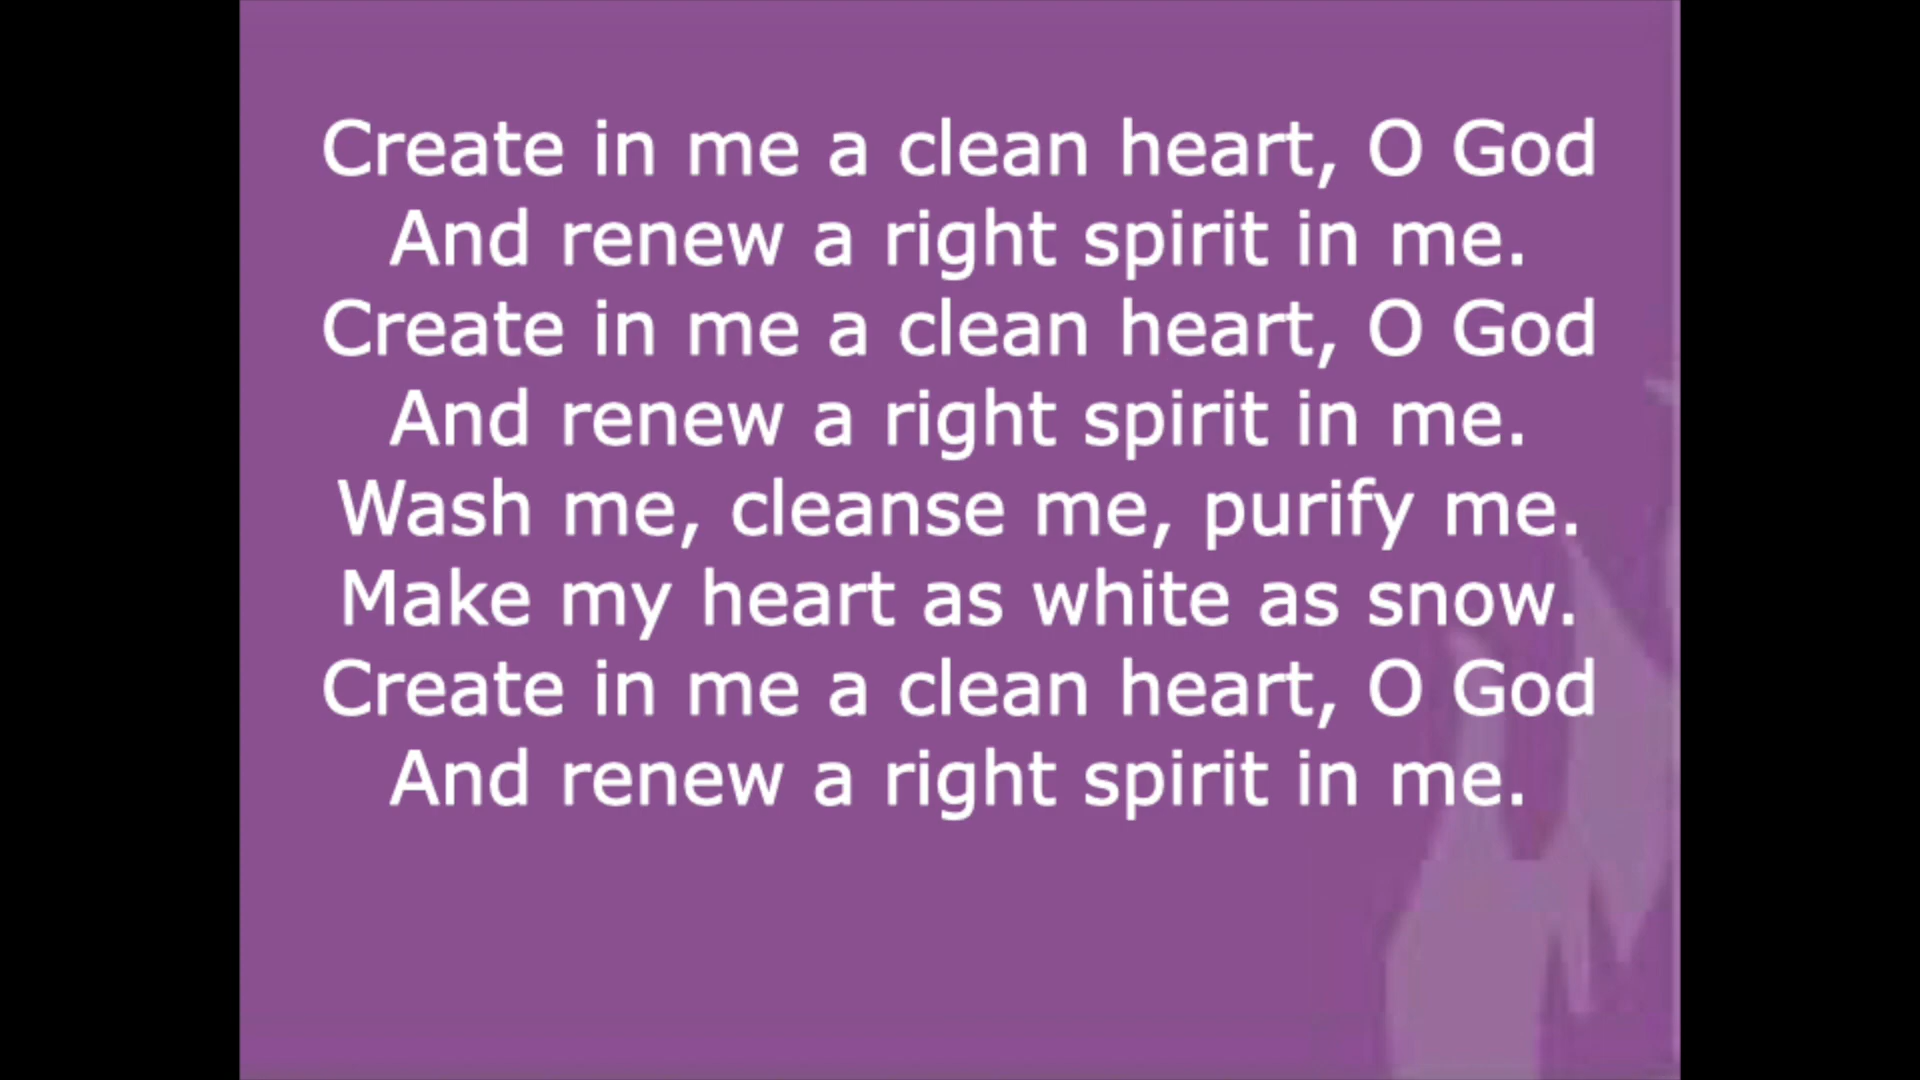 Create in me a clean heart, O God
And renew a right spirit in me.
Create in me a clean heart, O God
And renew a right spirit in me.
Wash me, cleanse me, purify me.
Make my heart as white as snow.
Create in me a clean heart, O God
And renew a right spirit in me.